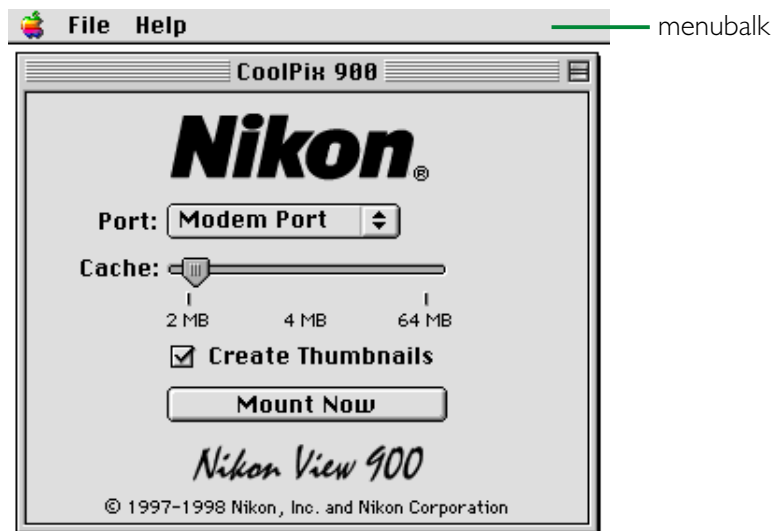 File Help
menubalk
CoolPix 900
Nikon®
Port: Modem Port
Cache:
2 MB 4 MB 64 MB
Create Thumbnails
Mount Now
Nikon View 900
© 1997-1998 Nikon, Inc. and Nikon Corporation